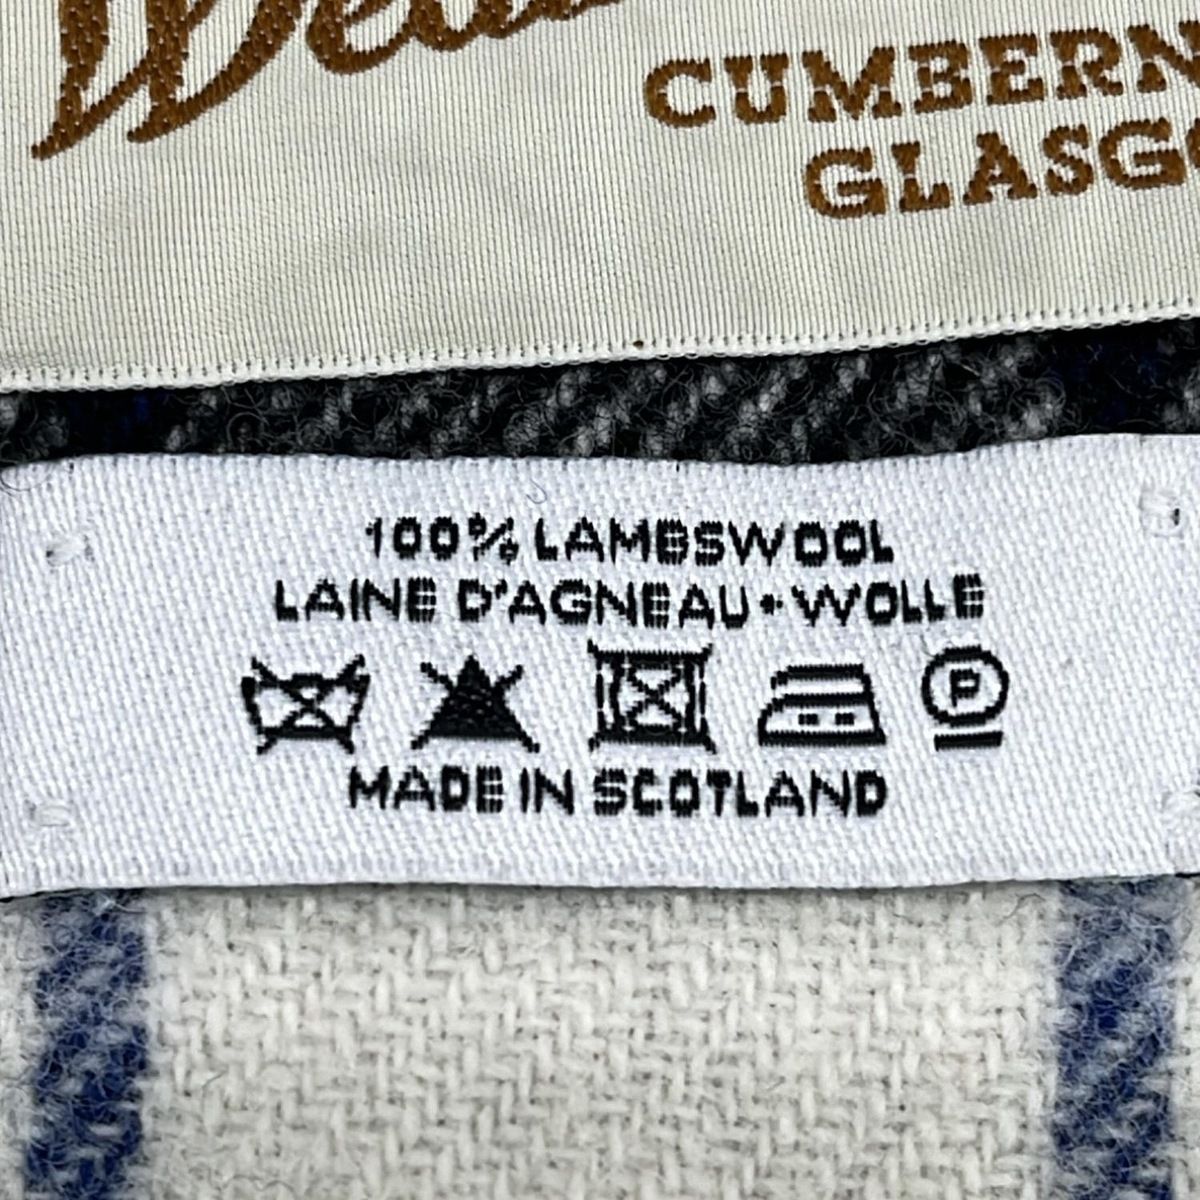 CUMBERN
GLASG
100% LAMBSWOOL
LAINE D'AGNEAU • WOLLE
P
MADE IN SCOTLAND